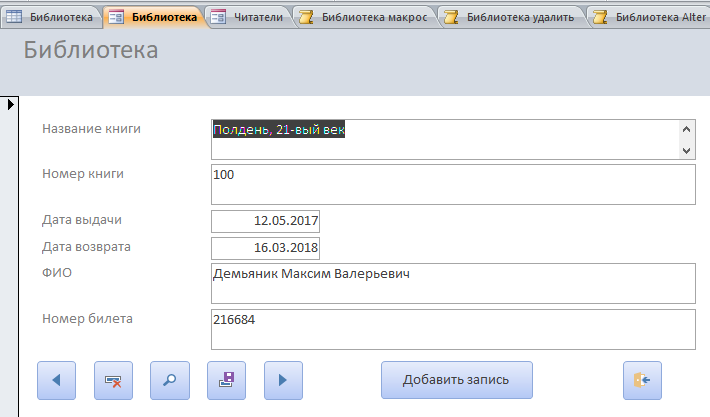 Библиотека Библиотека Читатели Библиотека макрос Библиотека удалить Библиотека Alter
Библиотека
Название книги Полдень, 21-вый век
Номер книги 100
Дата выдачи 12.05.2017
Дата возврата 16.03.2018
ФИО Демьяник Максим Валерьевич
Номер билета 216684
Добавить запись